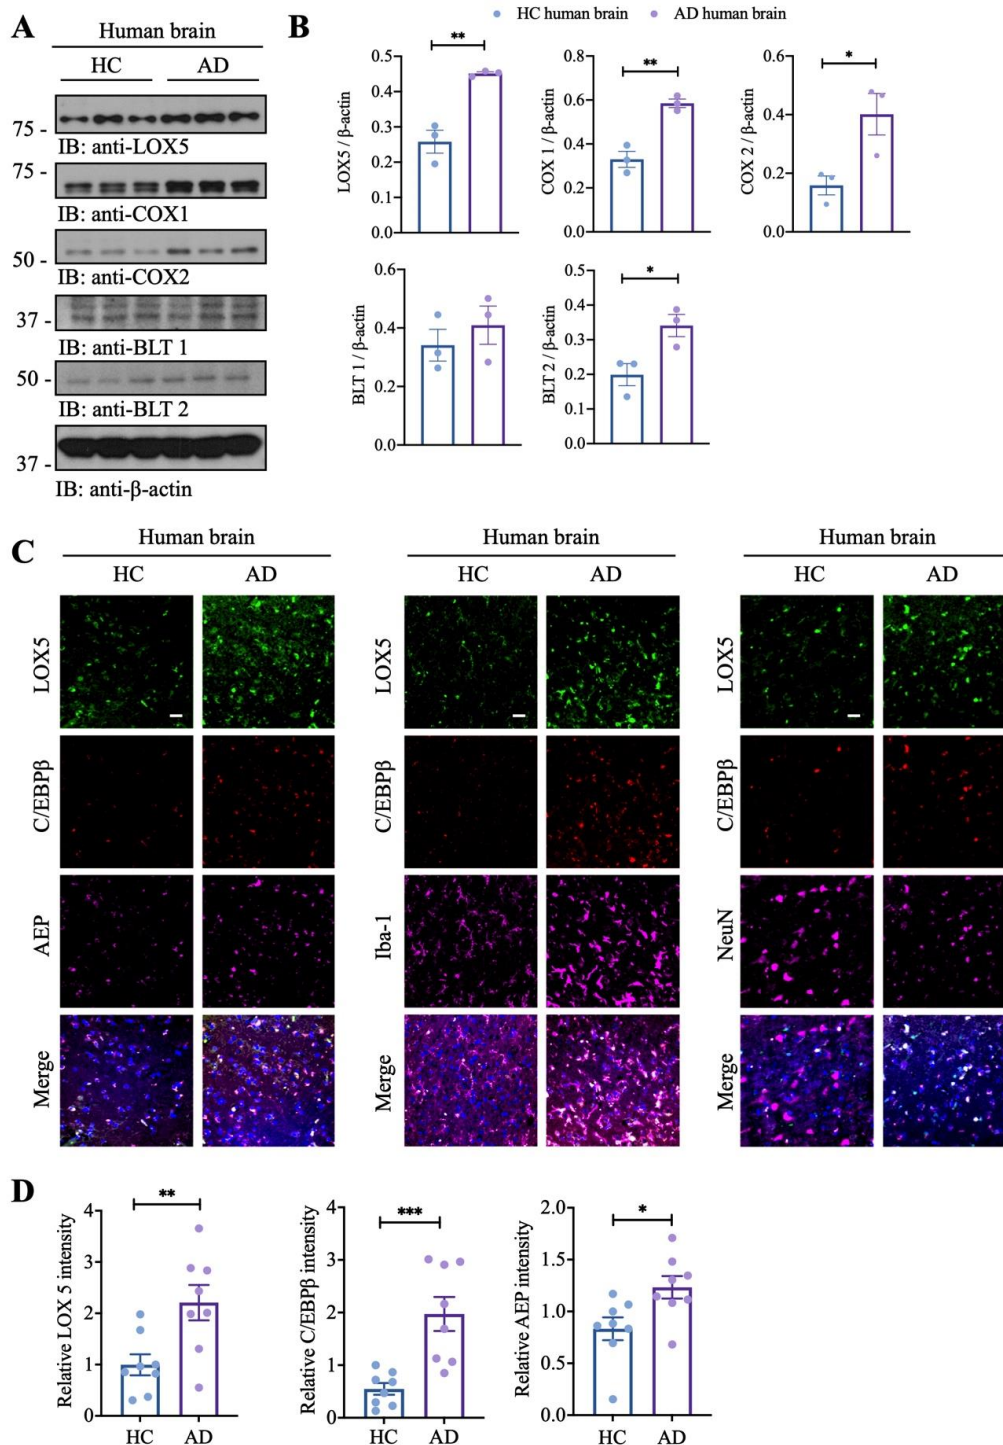 HC human brain AD human brain
A
Human brain
HC AD
75 -
IB: anti-LOX5
75 -
IB: anti-COX1
50 -
IB: anti-COX2
37 -
IB: anti-BLT 1
50 -
IB: anti-BLT 2
37 -
IB: anti-β-actin
B
**
LOX5 / β-actin
0.5
0.3
0.2
0.0
**
COX 1 / β-actin
0.8
0.6
0.4
0.2
0.0
*
COX 2 / β-actin
0.6
0.4
0.2
0.0
BLT 1 / β-actin
0.6
0.4
0.2
0.0
*
BLT 2 / β-actin
0.5
0.4
0.3
0.2
0.1
0.0
C
Human brain Human brain Human brain
HC AD HC AD HC AD
LOX5 LOX5 LOX5
C/EBPβ C/EBPβ C/EBPβ
AEP Iba-1 NeuN
Merge Merge Merge
D
**
Relative LOX 5 intensity
4
3
2
1
0
HC AD
***
Relative C/EBPβ intensity
4
3
2
1
0
HC AD
*
Relative AEP intensity
2.0
1.5
1.0
0.5
0.0
HC AD